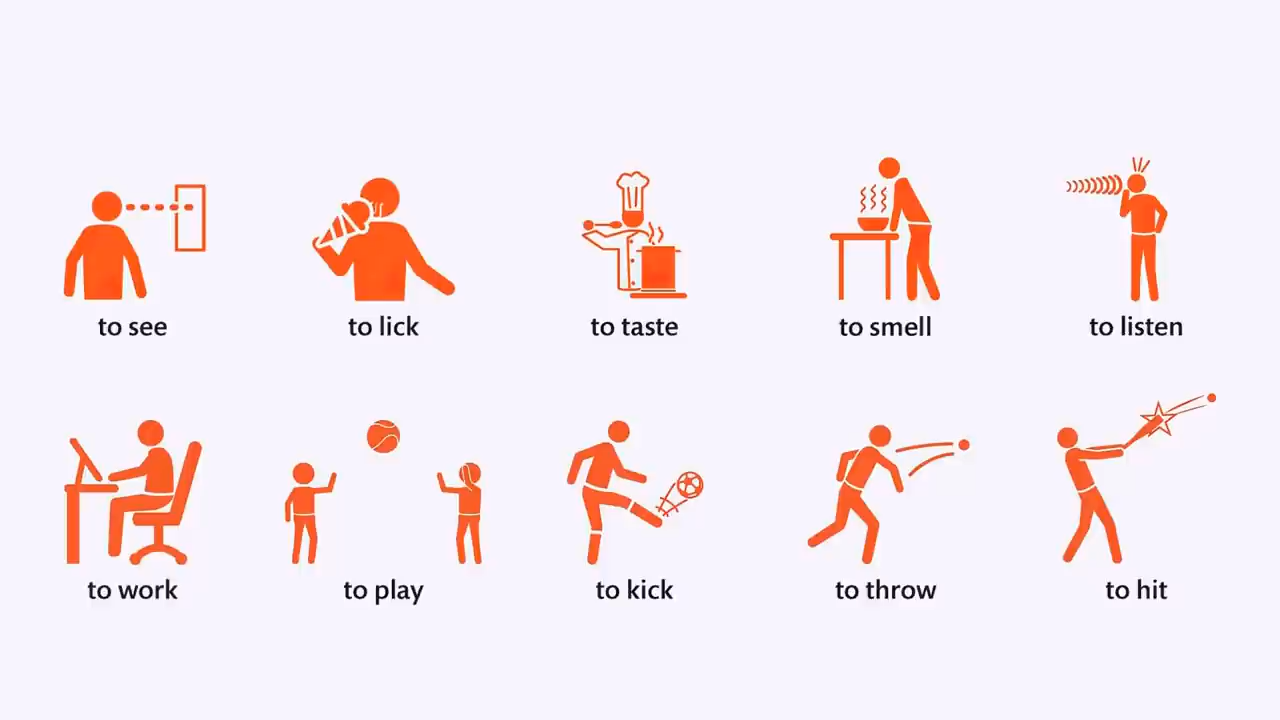 to see
to lick
to taste
to smell
to listen
to work
to play
to kick
to throw
to hit